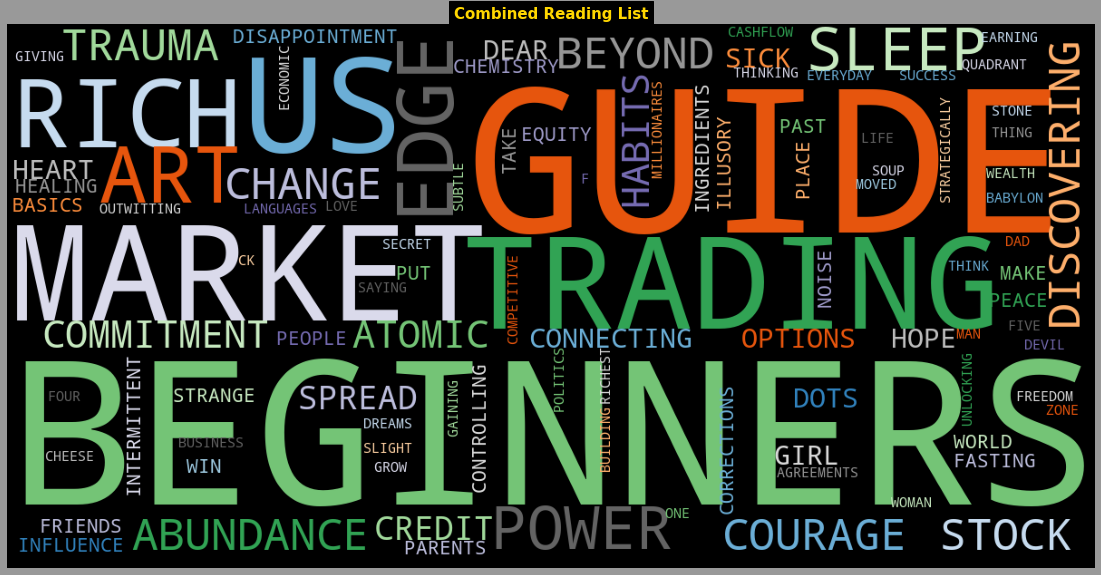 Combined Reading List
GIVING
TRAUMA
DISAPPOINTMENT
ECONOMIC
EDGE
DEAR
CHEMISTRY
BEYOND
CASHFLOW
SICK
THINKING
SLEEP
EVERYDAY
SUCCESS
LEARNING
QUADRANT
RICH
US
GUIDE
HABITS
MILLIONAIRES
INGREDIENTS
ILLUSORY
PAST
PLACE
LIFE
SOUP
MOVED
STRATEGICALLY
STONE
THING
WEALTH
BABYLON
DISCOVERING
HEART
HEALING
BASICS
ART
OUTWITTING
CHANGE
LANGUAGES
LOVE
SUBTLE
TAKE
EQUITY
F
DAD
MARKET
CK
SECRET
PUT
SAYING
TRADING
COMPETITIVE
NOISE
THINK
MAKE
PEACE
COMMITMENT
PEOPLE
ATOMIC
CONNECTING
OPTIONS
HOPE
MAN
FIVE
DEVIL
BEGINNERS
FOUR
CHEESE
INTERMITTENT
STRANGE
BUSINESS
WIN
SPREAD
DREAMS
SLIGHT
GROW
GAINING
CONTROLLING
POLITICS
BUILDING
RICHEST
CORRECTIONS
DOTS
GIRL
AGREEMENTS
UNLOCKING
WORLD
FASTING
FREEDOM
ZONE
WOMAN
FRIENDS
INFLUENCE
ABUNDANCE
CREDIT
PARENTS
POWER
ONE
COURAGE
STOCK